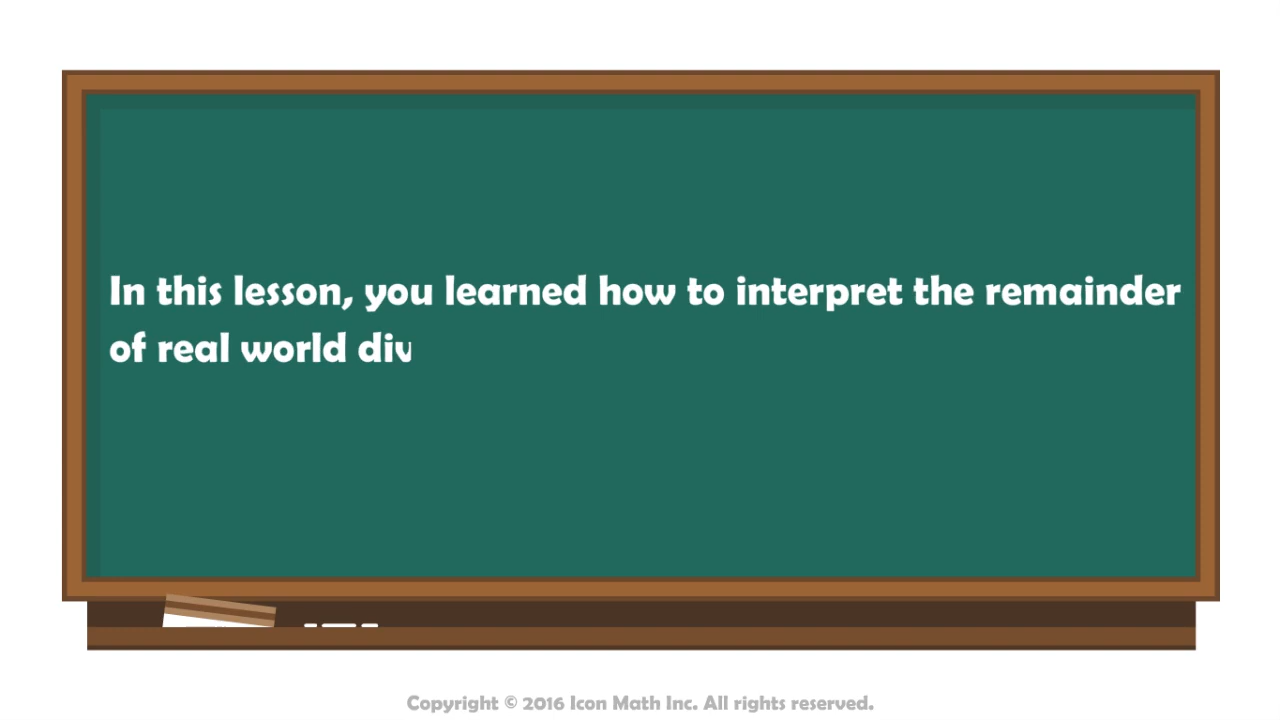 In this lesson, you learned how to interpret the remainder
of real world div
Copyright © 2016 Icon Math Inc. All rights reserved.